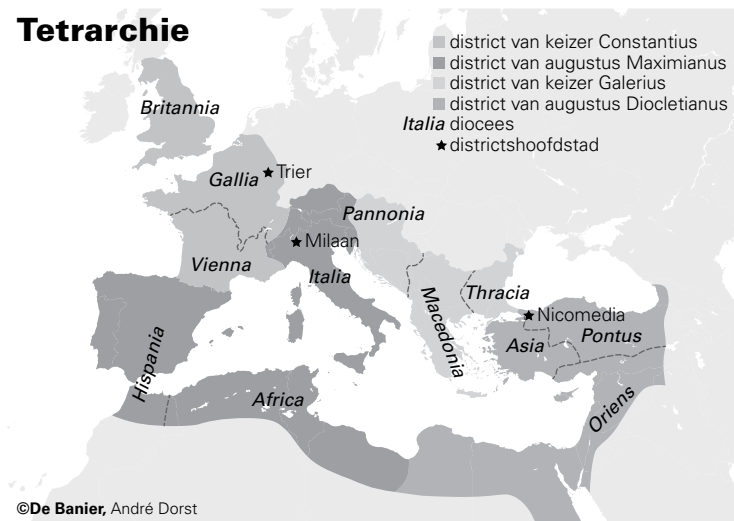 Tetrarchie
district van keizer Constantius
district van augustus Maximianus
district van keizer Galerius
district van augustus Diocletianus
Italia diocees
districtshoofdstad
Britannia
Gallia
Trier
Pannonia
Milaan
Vienna
Italia
Thracia
Macedonia
Nicomedia
Asia
Pontus
Hispania
Africa
Oriens
©De Banier, André Dorst